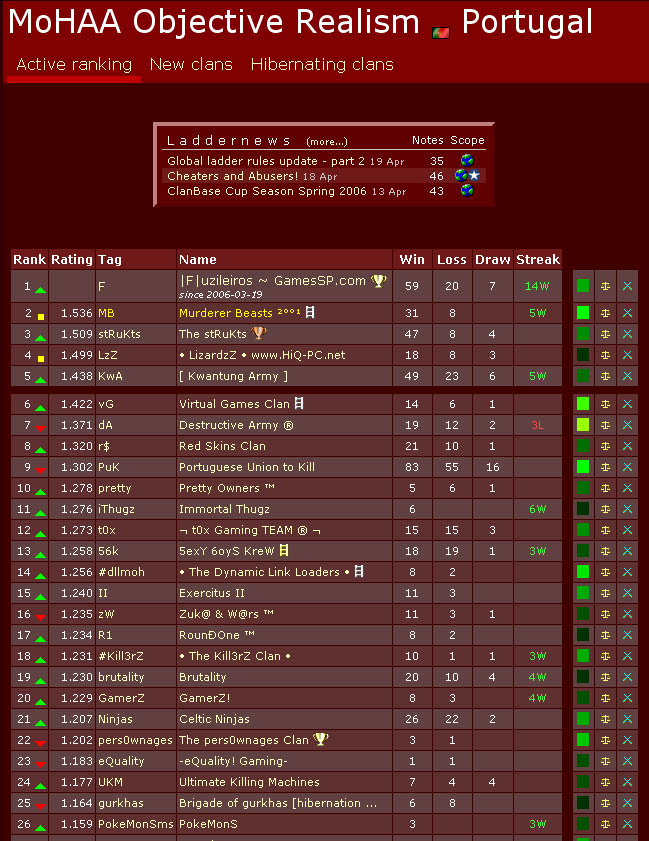 MoHAA Objective Realism Portugal
Active ranking New clans Hibernating clans
Laddernews (more...) Notes Scope
Global ladder rules update - part 2 19 Apr 35
Cheaters and Abusers! 18 Apr 46
ClanBase Cup Season Spring 2006 13 Apr 43
Rank Rating Tag Name Win Loss Draw Streak
1 F |F|uzileiros ~ GamesSP.com 59 20 7 14W
since 2006-03-19
2 1.536 MB Murderer Beasts ²ºº¹ 31 8 5W
3 1.509 stRuKts The stRuKts 47 8 4
4 1.499 LzZ • LizardzZ • www.HiQ-PC.net 18 8 3
5 1.438 KwA [ Kwantung Army ] 49 23 6 5W
6 1.422 vG Virtual Games Clan 14 6 1
7 1.371 dA Destructive Army ® 19 12 2 3L
8 1.320 r$ Red Skins Clan 21 10 1
9 1.302 PuK Portuguese Union to Kill 83 55 16
10 1.278 pretty Pretty Owners ™ 5 6 1
11 1.276 iThugz Immortal Thugz 6 6W
12 1.273 t0x ¬ t0x Gaming TEAM ® ¬ 15 15 3
13 1.258 56k 5exY 6oyS KreW 18 19 1 3W
14 1.256 #dllmoh • The Dynamic Link Loaders • 8 2
15 1.240 II Exercitus II 11 3
16 1.235 zW Zuk@ & W@rs ™ 11 3 1
17 1.234 R1 RounÐOne ™ 8 2
18 1.231 #Kill3rZ • The Kill3rZ Clan • 10 1 1 3W
19 1.230 brutality Brutality 20 10 4 4W
20 1.229 GamerZ GamerZ! 8 3 4W
21 1.207 Ninjas Celtic Ninjas 26 22 2
22 1.202 pers0wnages The pers0wnages Clan 3 1
23 1.183 eQuality -eQuality! Gaming- 1 1
24 1.177 UKM Ultimate Killing Machines 7 4 4
25 1.164 gurkhas Brigade of gurkhas [hibernation ... 6 8
26 1.159 PokeMonSms PokeMonS 3 3W